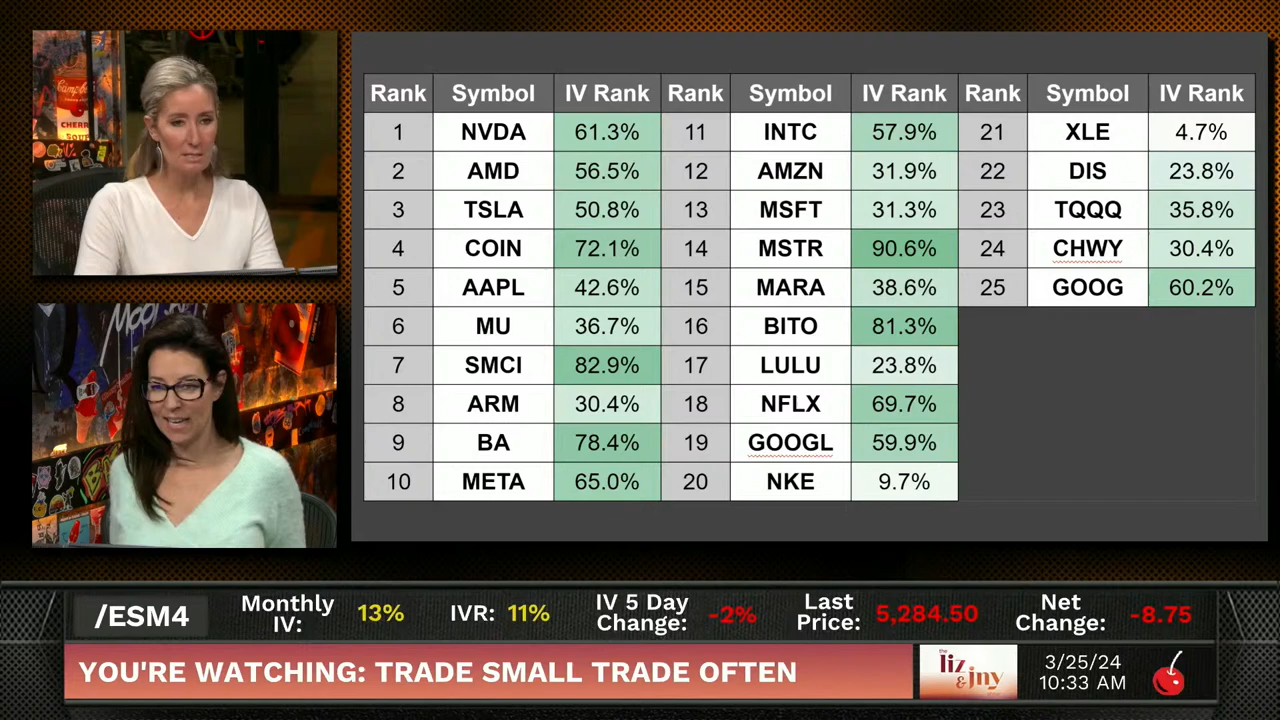 Campbell's
CHERRY
SOUP
Rank Symbol IV Rank Rank Symbol IV Rank Rank Symbol IV Rank
1 NVDA 61.3% 11 INTC 57.9% 21 XLE 4.7%
2 AMD 56.5% 12 AMZN 31.9% 22 DIS 23.8%
3 TSLA 50.8% 13 MSFT 31.3% 23 TQQQ 35.8%
4 COIN 72.1% 14 MSTR 90.6% 24 CHWY 30.4%
5 AAPL 42.6% 15 MARA 38.6% 25 GOOG 60.2%
6 MU 36.7% 16 BITO 81.3%
7 SMCI 82.9% 17 LULU 23.8%
8 ARM 30.4% 18 NFLX 69.7%
9 BA 78.4% 19 GOOGL 59.9%
10 META 65.0% 20 NKE 9.7%
/ESM4
Monthly
IV: 13%
IVR: 11%
IV 5 Day
Change: -2%
Last
Price: 5,284.50
Net
Change: -8.75
YOU'RE WATCHING: TRADE SMALL TRADE OFTEN
the
liz
& jny
3/25/24
10:33 AM